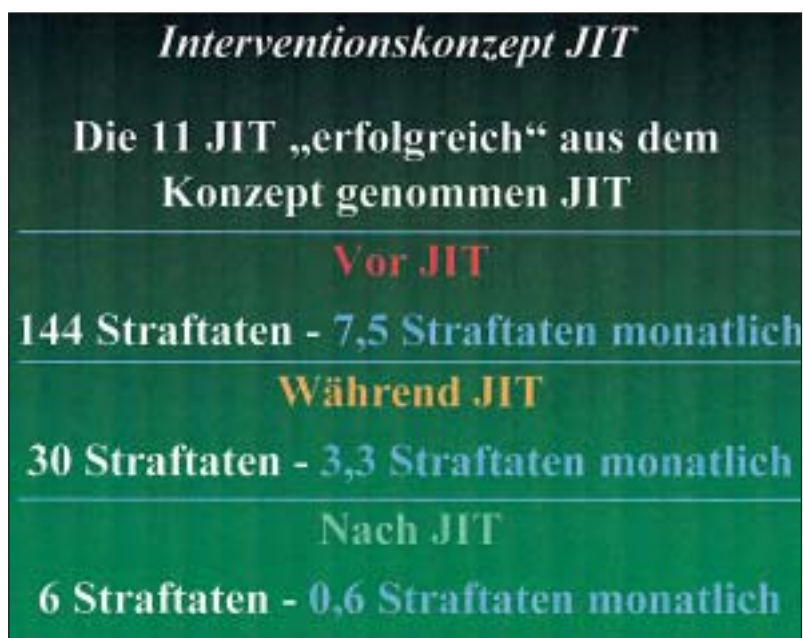 Interventionskonzept JIT
Die 11 JIT „erfolgreich“ aus dem
Konzept genommen JIT
Vor JIT
144 Straftaten - 7,5 Straftaten monatlich
Während JIT
30 Straftaten - 3,3 Straftaten monatlich
Nach JIT
6 Straftaten - 0,6 Straftaten monatlich